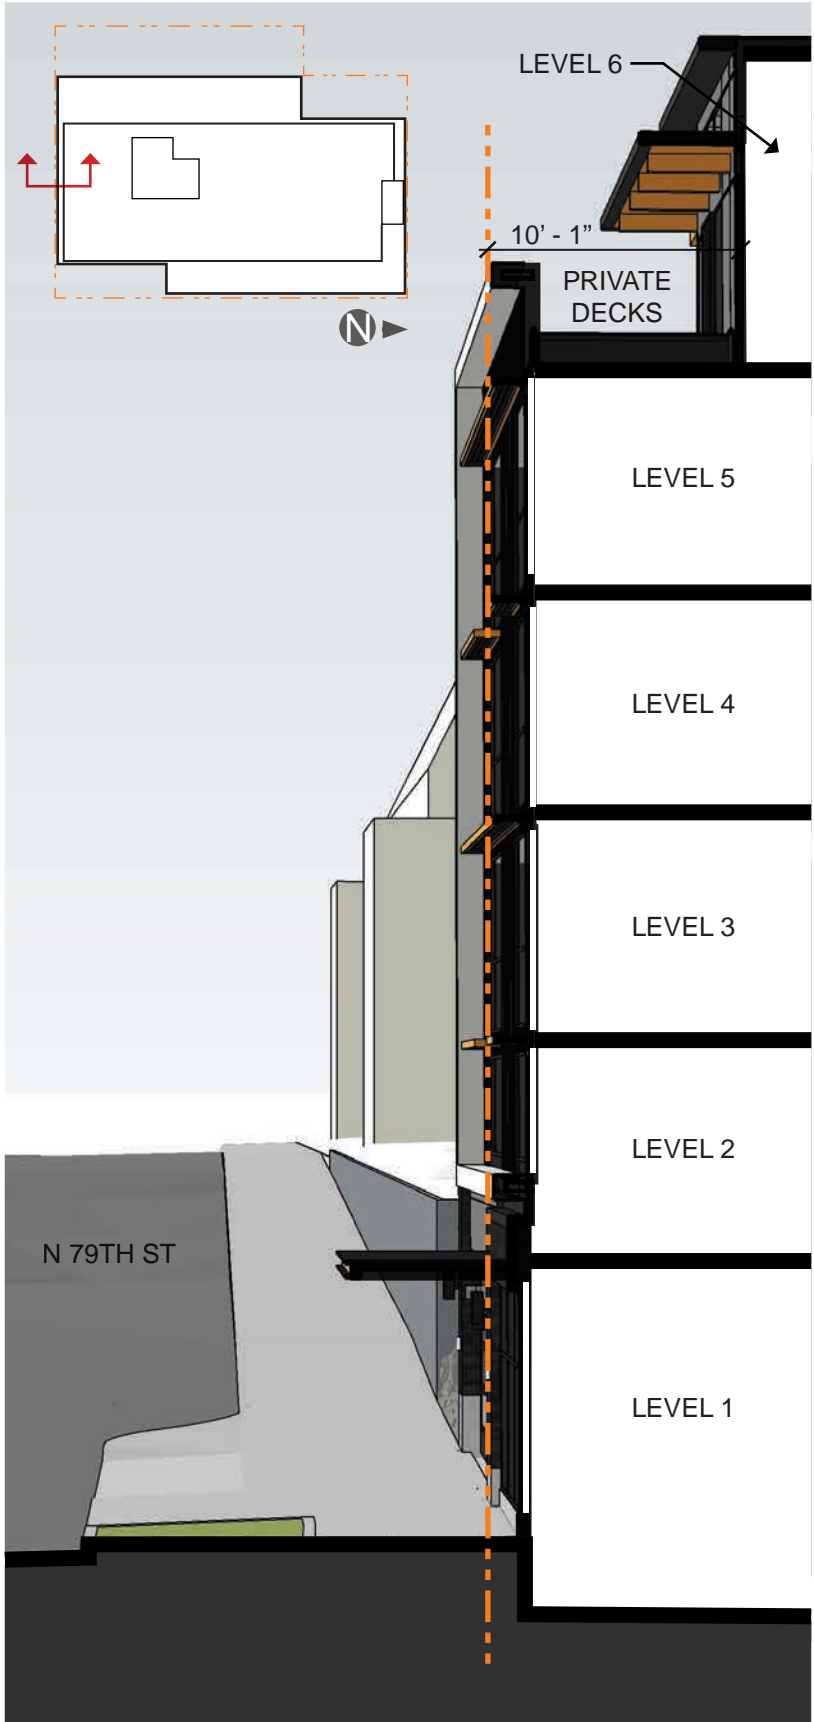 LEVEL 6
10' - 1”
PRIVATE
DECKS
N
LEVEL 5
LEVEL 4
LEVEL 3
LEVEL 2
N 79TH ST
LEVEL 1